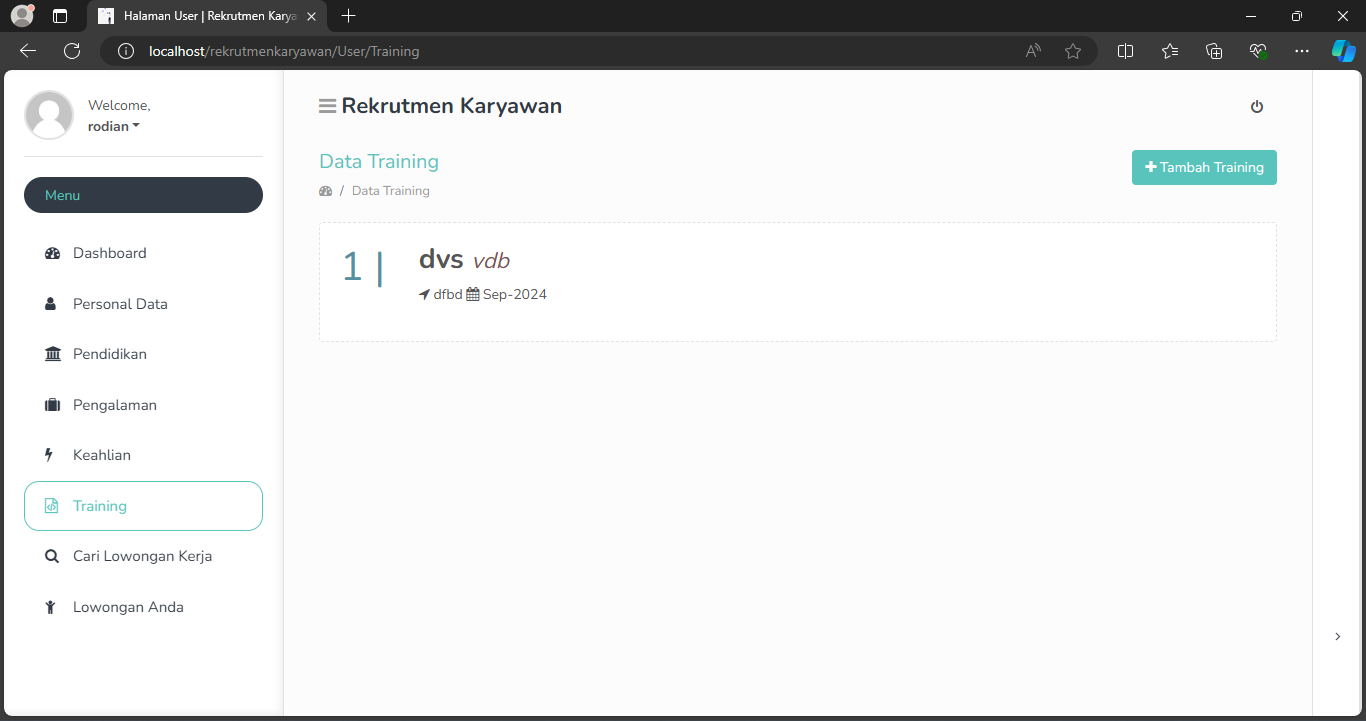 Halaman User | Rekrutmen Karya
localhost/rekrutmenkaryawan/User/Training
Welcome,
rodian
Menu
Dashboard
Personal Data
Pendidikan
Pengalaman
Keahlian
Training
Cari Lowongan Kerja
Lowongan Anda
Rekrutmen Karyawan
Data Training
/ Data Training
Tambah Training
1 | dvs vdb
dfbd Sep-2024